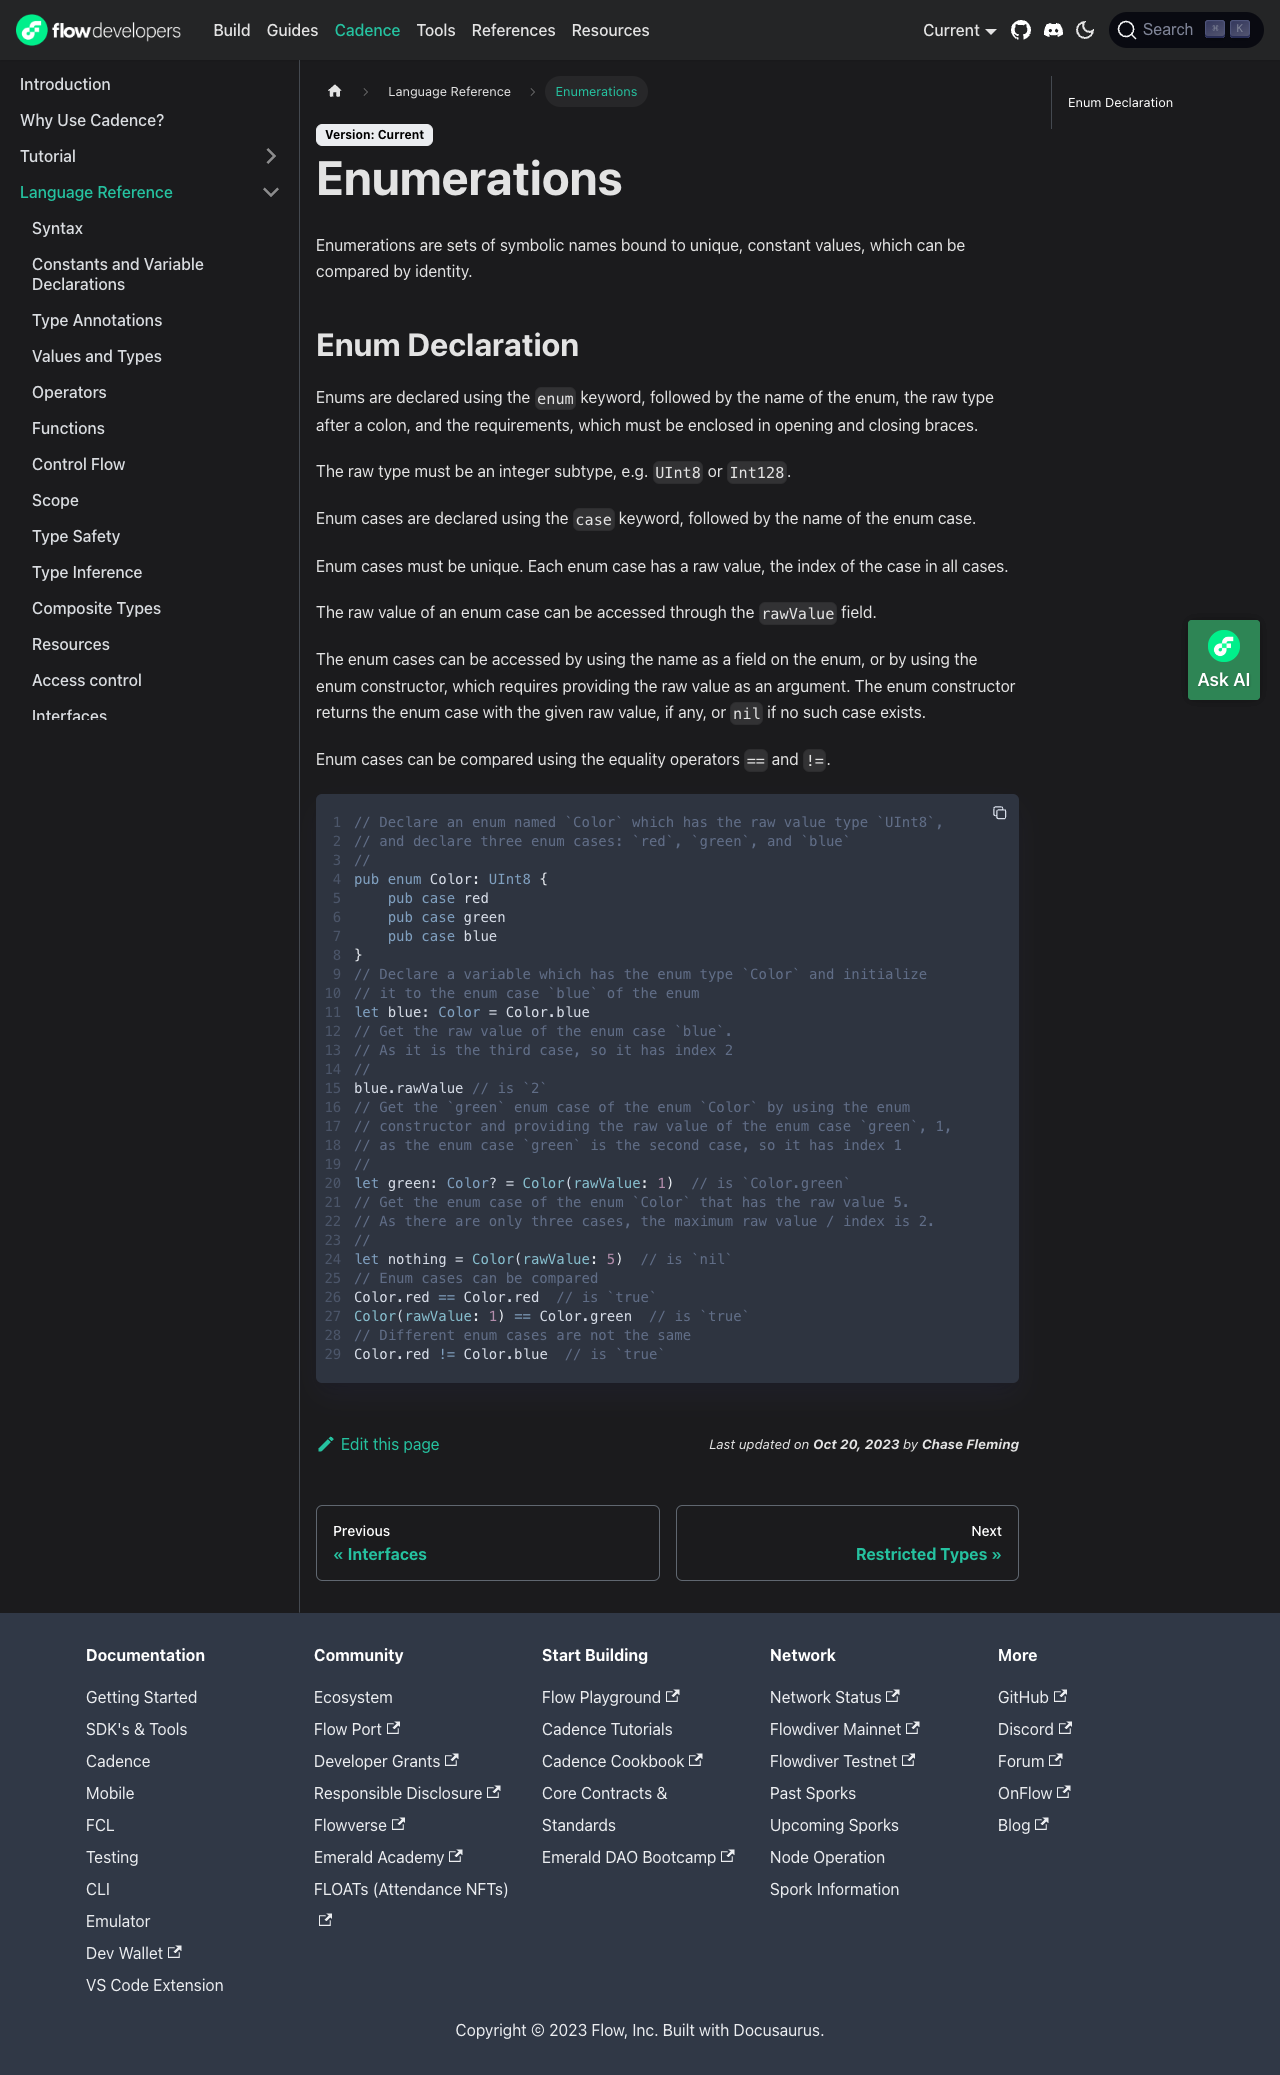 flowdevelopers
Build
Guides
Cadence
Tools
References
Resources
Current
Search
⌘ K
Introduction
Why Use Cadence?
Tutorial
Language Reference
Syntax
Constants and Variable
Declarations
Type Annotations
Values and Types
Operators
Functions
Control Flow
Scope
Type Safety
Type Inference
Composite Types
Resources
Access control
Interfaces
Language Reference
Enumerations
Version: Current
Enumerations
Enumerations are sets of symbolic names bound to unique, constant values, which can be
compared by identity.
Enum Declaration
Enums are declared using the enum keyword, followed by the name of the enum, the raw type
after a colon, and the requirements, which must be enclosed in opening and closing braces.
The raw type must be an integer subtype, e.g. UInt8 or Int128.
Enum cases are declared using the case keyword, followed by the name of the enum case.
Enum cases must be unique. Each enum case has a raw value, the index of the case in all cases.
The raw value of an enum case can be accessed through the rawValue field.
The enum cases can be accessed by using the name as a field on the enum, or by using the
enum constructor, which requires providing the raw value as an argument. The enum constructor
returns the enum case with the given raw value, if any, or nil if no such case exists.
Enum cases can be compared using the equality operators == and !=.
1 // Declare an enum named `Color` which has the raw value type `UInt8`,
2 // and declare three enum cases: `red`, `green`, and `blue`
3 //
4 pub enum Color: UInt8 {
5     pub case red
6     pub case green
7     pub case blue
8 }
9 // Declare a variable which has the enum type `Color` and initialize
10 // it to the enum case `blue` of the enum
11 let blue: Color = Color.blue
12 // Get the raw value of the enum case `blue`.
13 // As it is the third case, so it has index 2
14 //
15 blue.rawValue // is `2`
16 // Get the `green` enum case of the enum `Color` by using the enum
17 // constructor and providing the raw value of the enum case `green`, 1,
18 // as the enum case `green` is the second case, so it has index 1
19 //
20 let green: Color? = Color(rawValue: 1)  // is `Color.green`
21 // Get the enum case of the enum `Color` that has the raw value 5.
22 // As there are only three cases, the maximum raw value / index is 2.
23 //
24 let nothing = Color(rawValue: 5)  // is `nil`
25 // Enum cases can be compared
26 Color.red == Color.red  // is `true`
27 Color(rawValue: 1) == Color.green  // is `true`
28 // Different enum cases are not the same
29 Color.red != Color.blue  // is `true`
Edit this page
Last updated on Oct 20, 2023 by Chase Fleming
Previous
« Interfaces
Next
Restricted Types »
Enum Declaration
Ask AI
Documentation
Getting Started
SDK's & Tools
Cadence
Mobile
FCL
Testing
CLI
Emulator
Dev Wallet
VS Code Extension
Community
Ecosystem
Flow Port
Developer Grants
Responsible Disclosure
Flowverse
Emerald Academy
FLOATs (Attendance NFTs)
Start Building
Flow Playground
Cadence Tutorials
Cadence Cookbook
Core Contracts &
Standards
Emerald DAO Bootcamp
Network
Network Status
Flowdiver Mainnet
Flowdiver Testnet
Past Sporks
Upcoming Sporks
Node Operation
Spork Information
More
GitHub
Discord
Forum
OnFlow
Blog
Copyright © 2023 Flow, Inc. Built with Docusaurus.